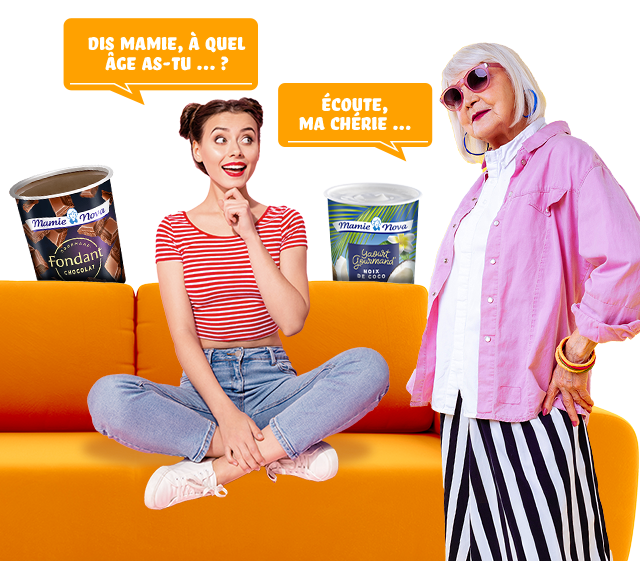 DIS MAMIE, À QUEL
ÂGE AS-TU ... ?
ÉCOUTE,
MA CHÉRIE ...
Mamie Nova
GOURMAND
Fondant
CHOCOLAT
Mamie Nova
Yaourt
Gourmand
NOIX
DE COCO